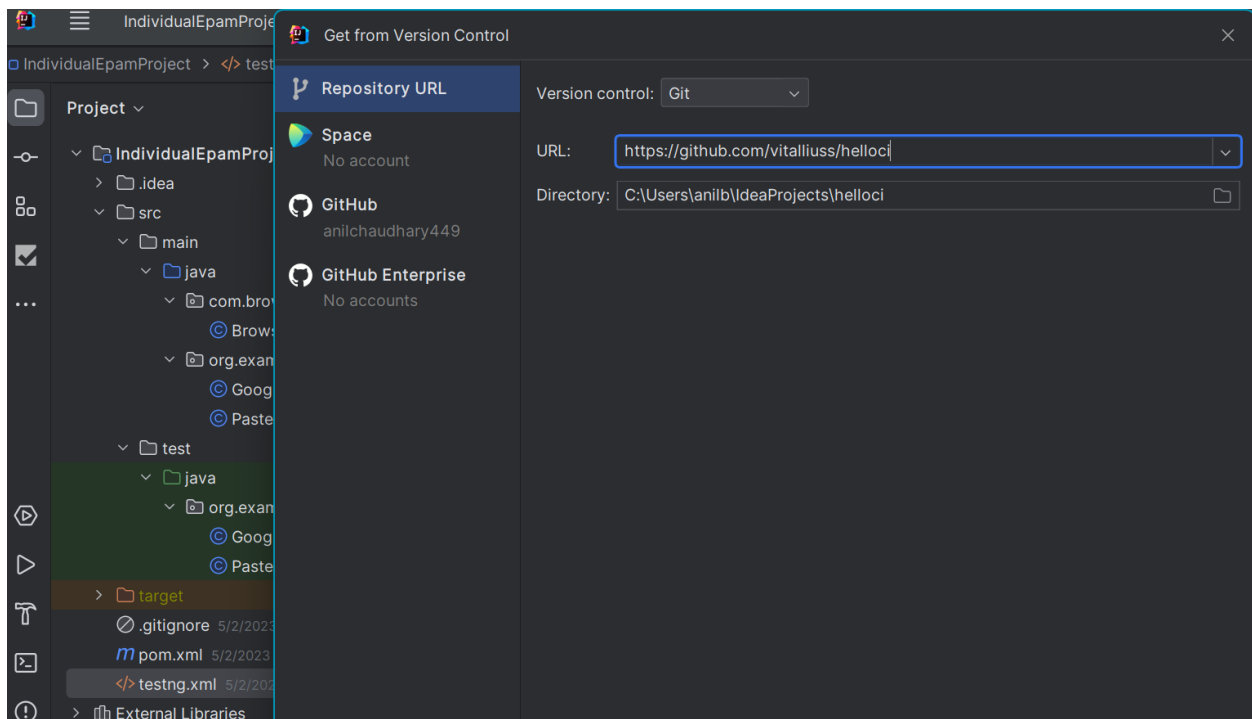 IndividualEpamProje
IndividualEpamProject > </> test
Project
IndividualEpamProj
.idea
src
main
java
com.brow
Brows
org.exam
Goog
Paste
test
java
org.exam
Goog
Paste
target
.gitignore 5/2/2023
m pom.xml 5/2/2023
</> testng.xml 5/2/202
External Libraries
Get from Version Control
Repository URL
Space
No account
GitHub
anilchaudhary449
GitHub Enterprise
No accounts
Version control: Git
URL: https://github.com/vitalliuss/helloci
Directory: C:\Users\anilb\IdeaProjects\helloci